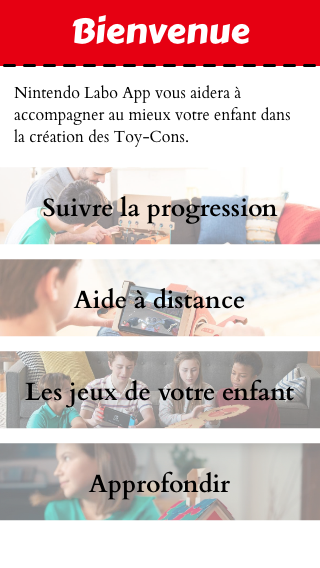 Bienvenue
Nintendo Labo App vous aidera à
accompagner au mieux votre enfant dans
la création des Toy-Cons.
Suivre la progression
Aide à distance
Les jeux de votre enfant
Approfondir